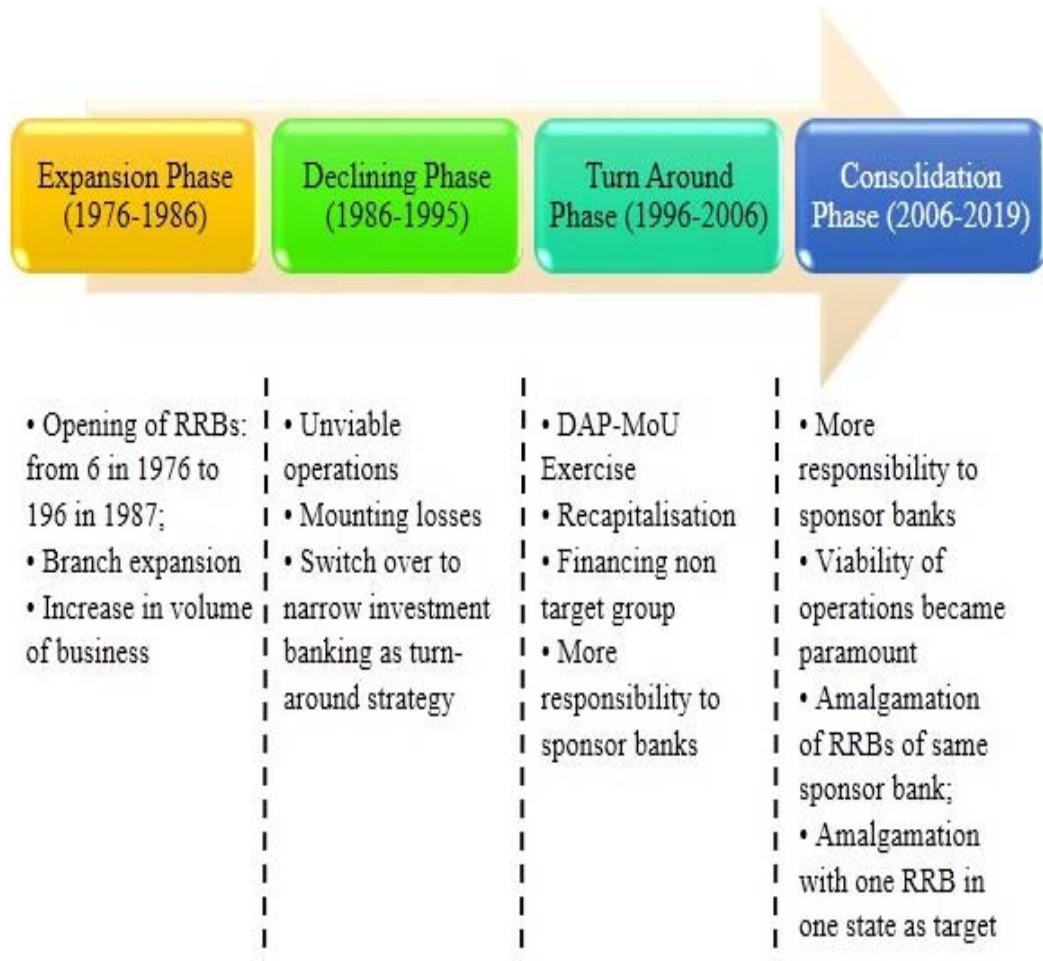 Expansion Phase
(1976-1986)
Declining Phase
(1986-1995)
Turn Around
Phase (1996-2006)
Consolidation
Phase (2006-2019)
• Opening of RRBs:
from 6 in 1976 to
196 in 1987;
• Branch expansion
• Increase in volume
of business
• Unviable
operations
• Mounting losses
• Switch over to
narrow investment
banking as turn-
around strategy
• DAP-MoU
Exercise
• Recapitalisation
• Financing non
target group
• More
responsibility to
sponsor banks
• More
responsibility to
sponsor banks
• Viability of
operations became
paramount
• Amalgamation
of RRBs of same
sponsor bank;
• Amalgamation
with one RRB in
one state as target